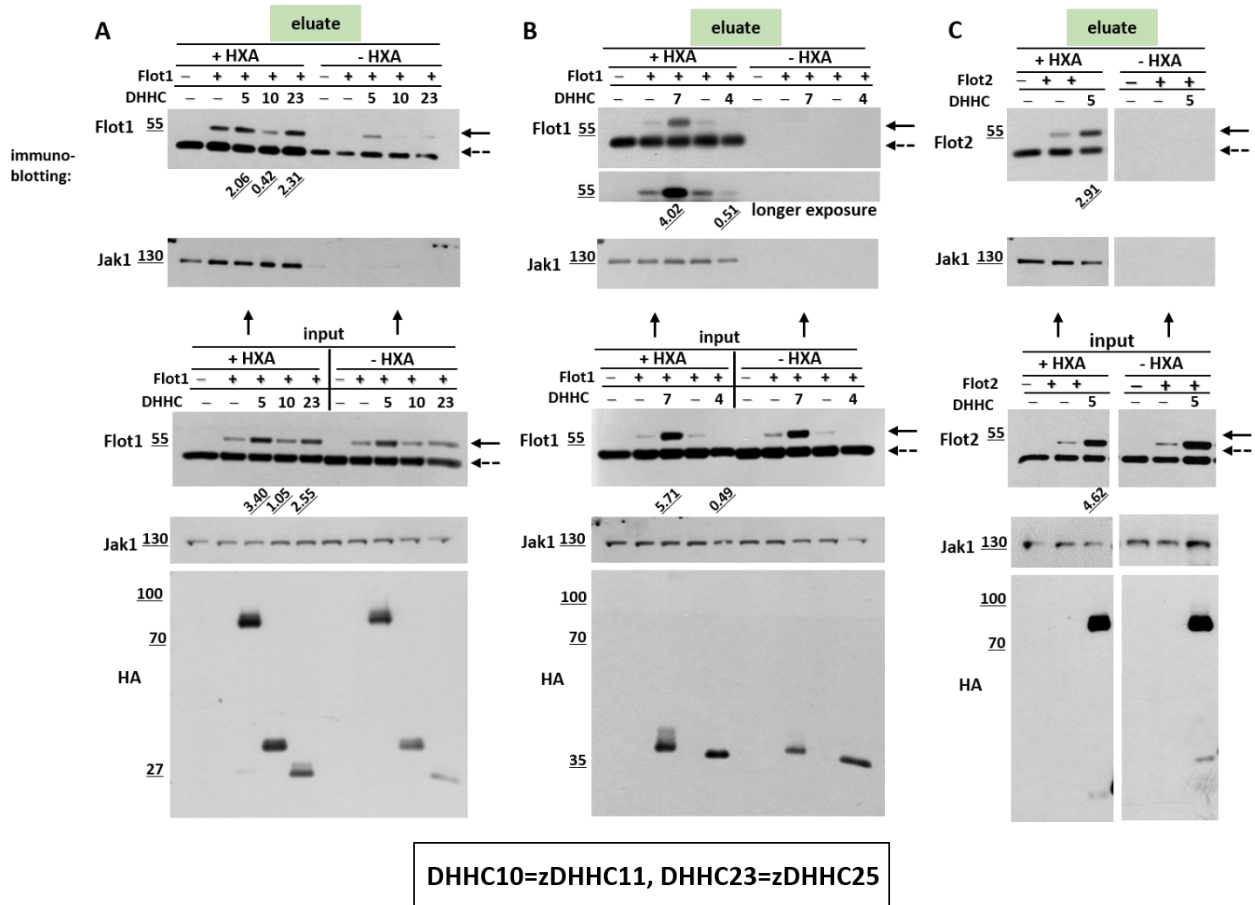 A
eluate
+ HXA - HXA
Flot1 – + + + + – + + + +
DHHC – – 5 10 23 – – 5 10 23
Flot1 55
immuno-
blotting:
2.06 0.42 2.31
Jak1 130
input
+ HXA - HXA
Flot1 – + + + + – + + + +
DHHC – – 5 10 23 – – 5 10 23
Flot1 55
3.40 1.05 2.55
Jak1 130
100
70
HA
27
B
eluate
+ HXA - HXA
Flot1 – + + + + – + + + +
DHHC – – 7 – 4 – – 7 – 4
Flot1 55
55
4.02 0.51 longer exposure
Jak1 130
input
+ HXA - HXA
Flot1 – + + + + – + + + +
DHHC – – 7 – 4 – – 7 – 4
Flot1 55
5.71 0.49
Jak1 130
100
70
HA
35
C
eluate
+ HXA - HXA
Flot2 – + + – + +
DHHC – – 5 – – 5
Flot2 55
2.91
Jak1 130
input
+ HXA - HXA
Flot2 – + + – + +
DHHC – – 5 – – 5
Flot2 55
4.62
Jak1 130
100
70
HA
DHHC10=zDHHC11, DHHC23=zDHHC25